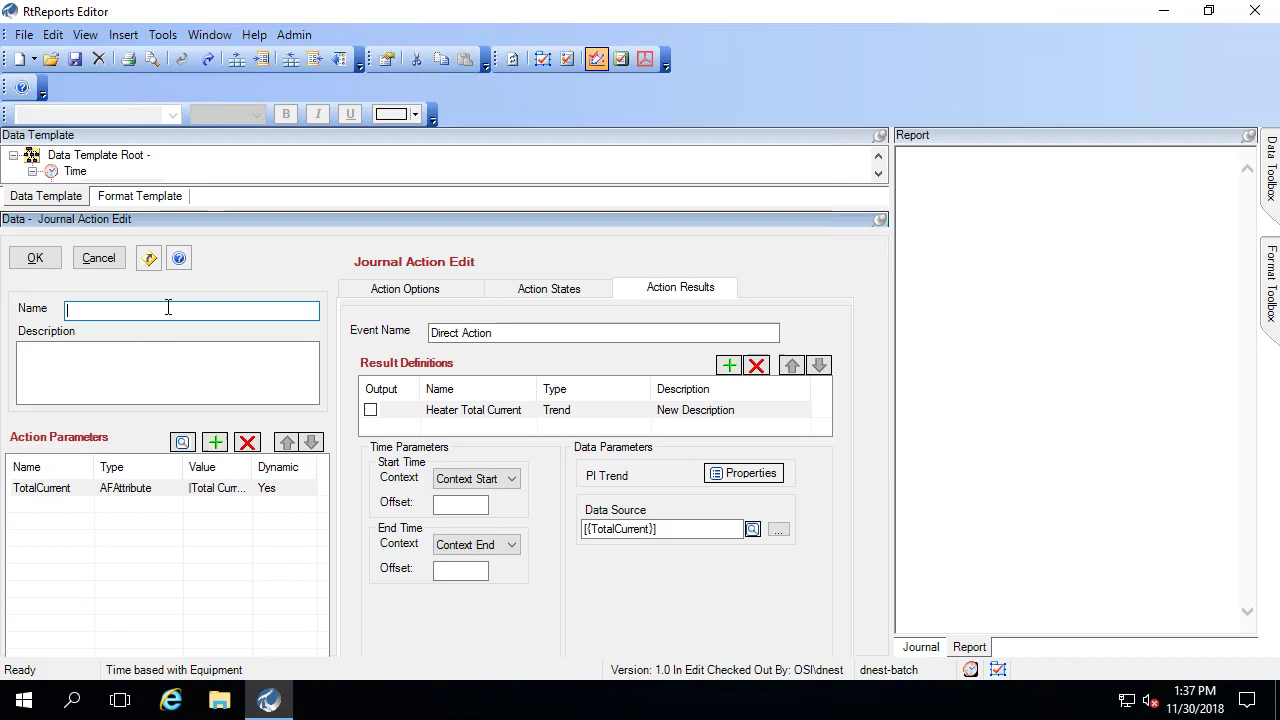 RtReports Editor
File Edit View Insert Tools Window Help Admin
B I U
Data Template
Report
Data Template Root -
Time
Data Template Format Template
Data - Journal Action Edit
OK Cancel
Journal Action Edit
Action Options Action States Action Results
Name
Description
Event Name Direct Action
Result Definitions
Output Name Type Description
Heater Total Current Trend New Description
Action Parameters
Name Type Value Dynamic
TotalCurrent AFAttribute |Total Curr... Yes
Time Parameters
Start Time
Context Context Start
Offset:
End Time
Context Context End
Offset:
Data Parameters
PI Trend Properties
Data Source
[{TotalCurrent}] ...
Data Toolbox
Format Toolbox
Journal Report
Ready Time based with Equipment Version: 1.0 In Edit Checked Out By: OSI\dnest dnest-batch
1:37 PM
11/30/2018